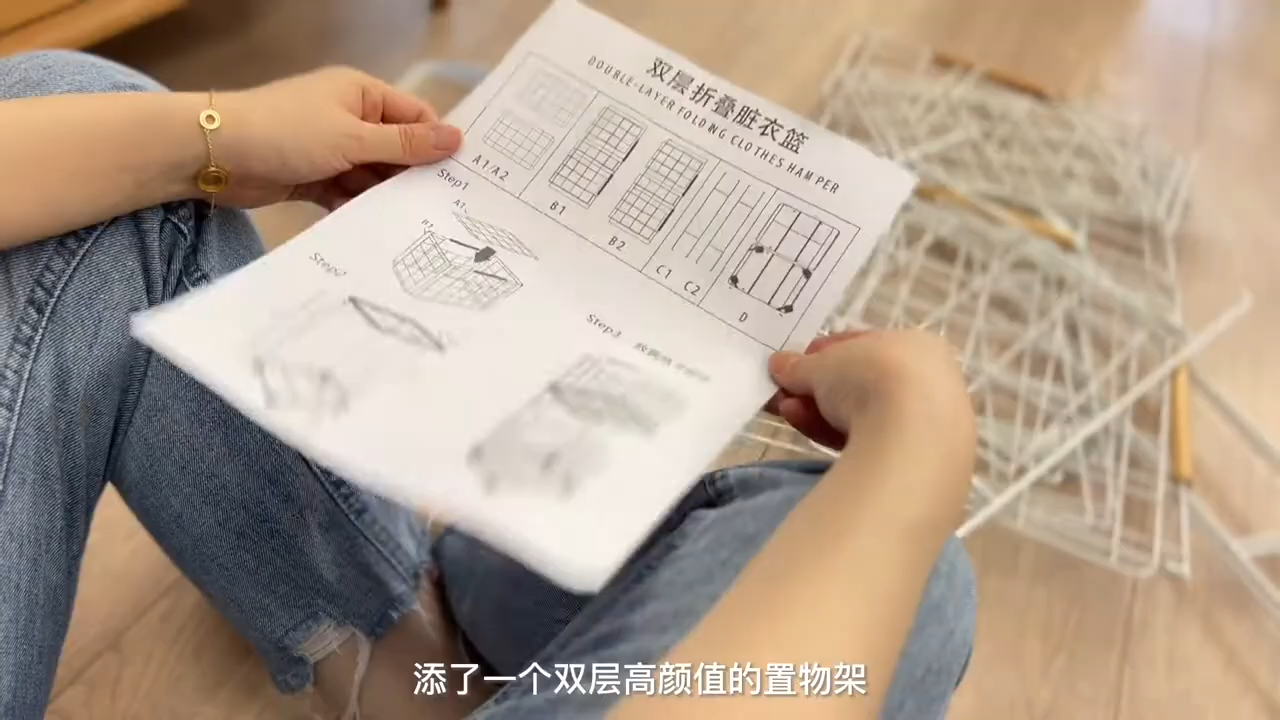 双层折叠脏衣篮
DOUBLE-LAYER FOLDING CLOTHES HAMPER
A1/A2
B1
B2
C1 C2
D
Step1
A1
Step2
Step3
添了一个双层高颜值的置物架